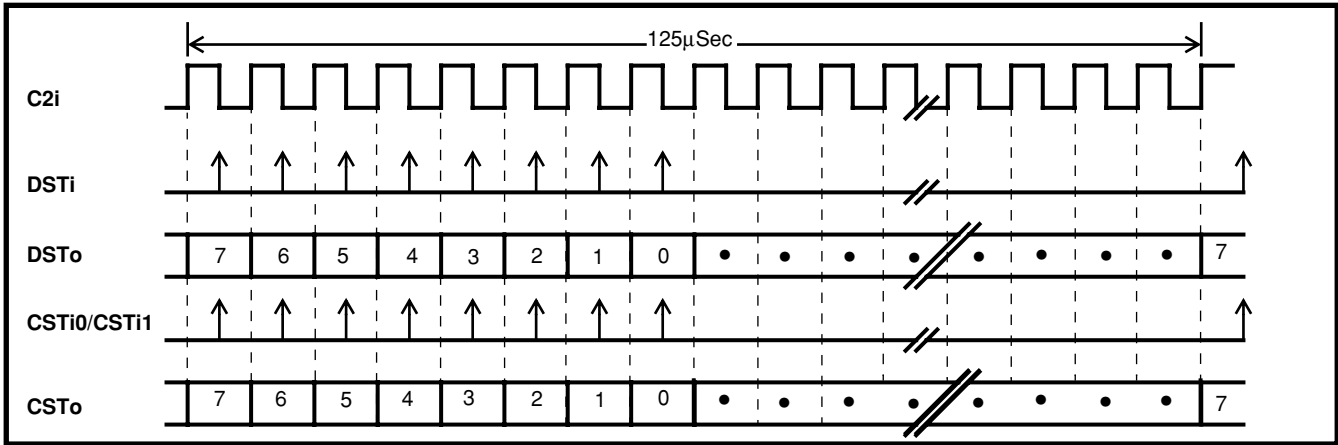 125µSec
C2i
DSTi
DSTo 7 6 5 4 3 2 1 0 • • • • • • • • 7
CSTi0/CSTi1
CSTo 7 6 5 4 3 2 1 0 • • • • • • • • 7